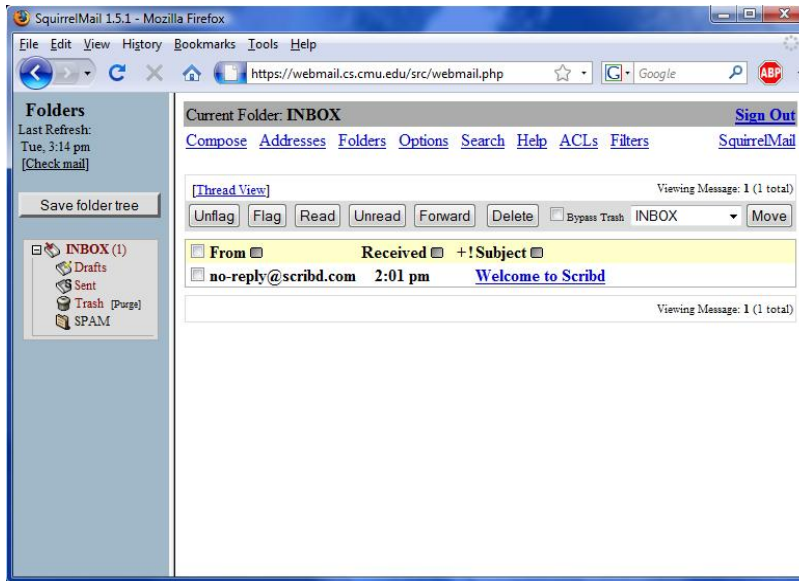 SquirrelMail 1.5.1 - Mozilla Firefox
File Edit View History Bookmarks Tools Help
https://webmail.cs.cmu.edu/src/webmail.php G Google ABP
Folders
Last Refresh:
Tue, 3:14 pm
[Check mail]
Save folder tree
INBOX (1)
Drafts
Sent
Trash [Purge]
SPAM
Current Folder: INBOX Sign Out
Compose Addresses Folders Options Search Help ACLs Filters SquirrelMail
[Thread View] Viewing Message: 1 (1 total)
Unflag Flag Read Unread Forward Delete Bypass Trash INBOX Move
From Received +! Subject
no-reply@scribd.com 2:01 pm Welcome to Scribd
Viewing Message: 1 (1 total)